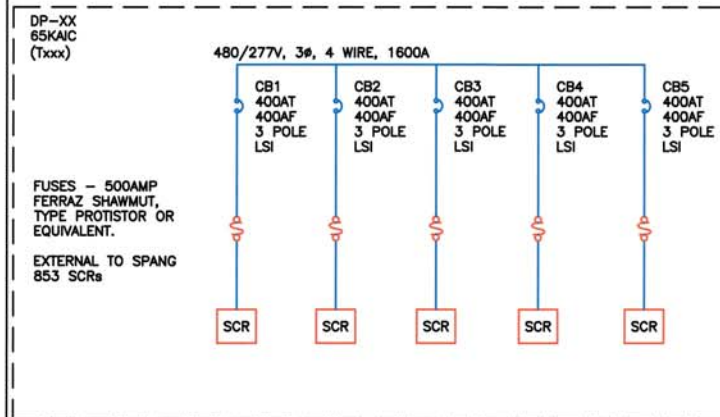 DP-XX
65KAIC
(Txxx)
480/277V, 3ø, 4 WIRE, 1600A
CB1
400AT
400AF
3 POLE
LSI
CB2
400AT
400AF
3 POLE
LSI
CB3
400AT
400AF
3 POLE
LSI
CB4
400AT
400AF
3 POLE
LSI
CB5
400AT
400AF
3 POLE
LSI
FUSES - 500AMP
FERRAZ SHAWMUT,
TYPE PROTISTOR OR
EQUIVALENT.
EXTERNAL TO SPANG
853 SCRs
SCR
SCR
SCR
SCR
SCR